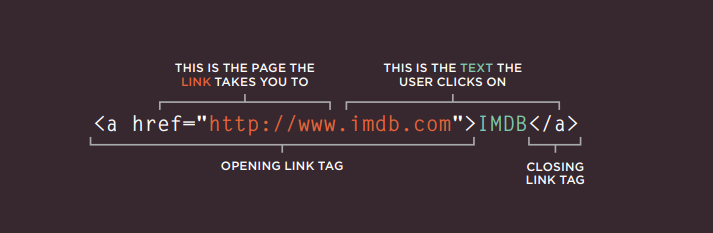 THIS IS THE PAGE THE
LINK TAKES YOU TO
THIS IS THE TEXT THE
USER CLICKS ON
<a href="http://www.imdb.com">IMDB</a>
OPENING LINK TAG
CLOSING
LINK TAG